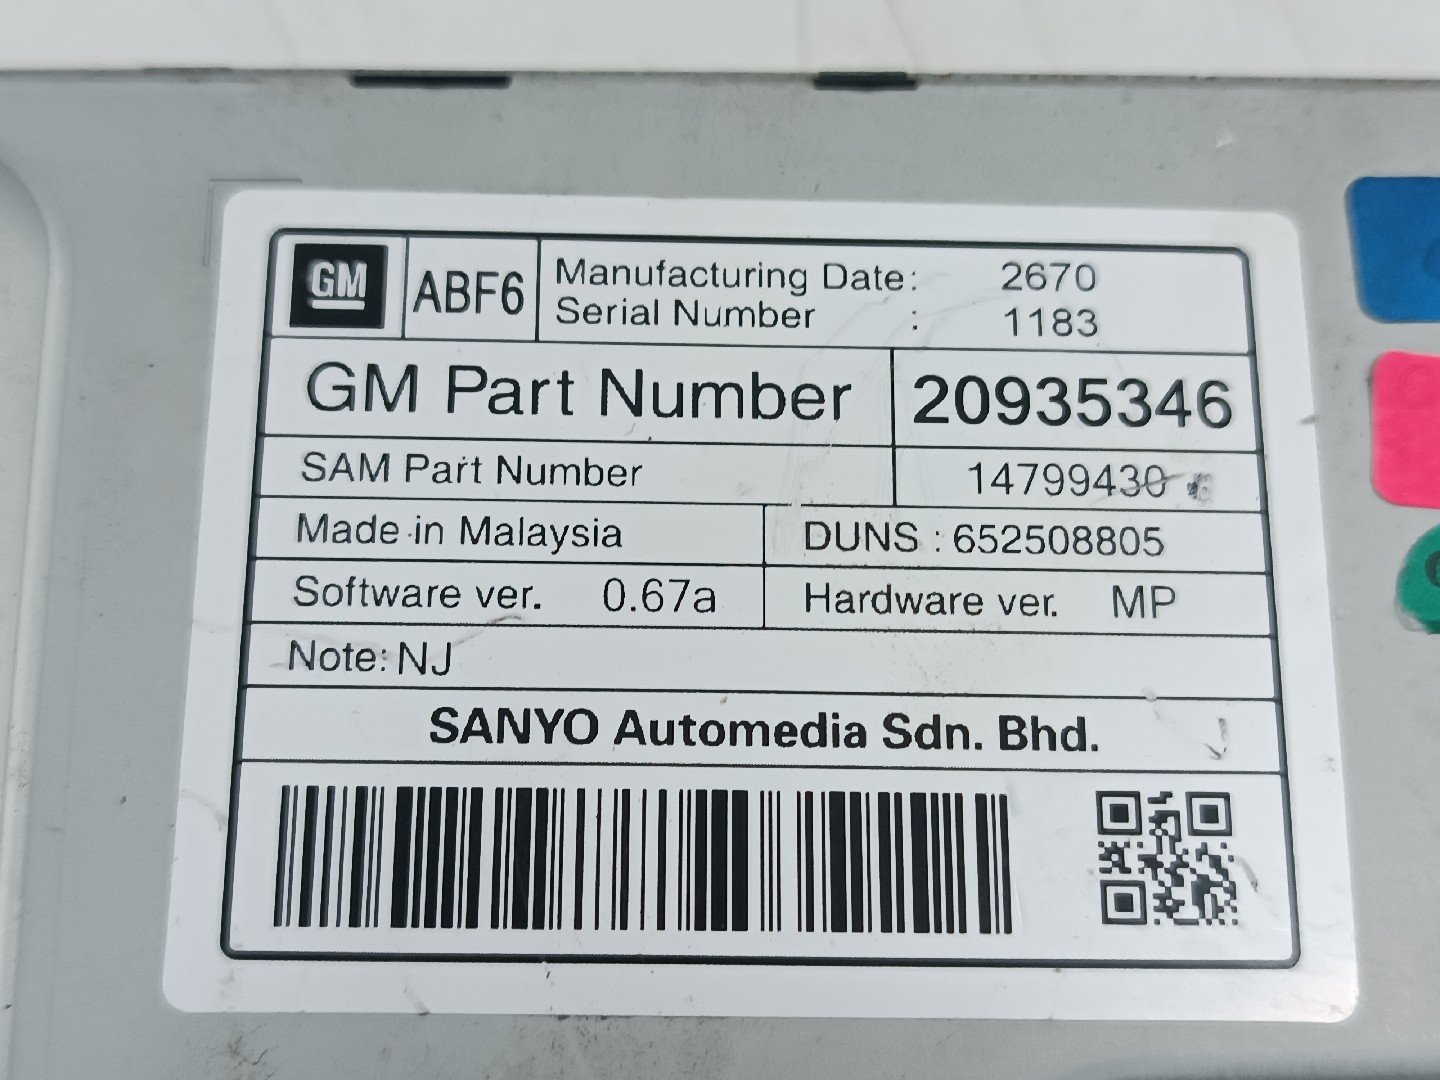 GM
ABF6
Manufacturing Date: 2670
Serial Number : 1183
GM Part Number 20935346
SAM Part Number 14799430
Made in Malaysia DUNS : 652508805
Software ver. 0.67a Hardware ver. MP
Note: NJ
SANYO Automedia Sdn. Bhd.